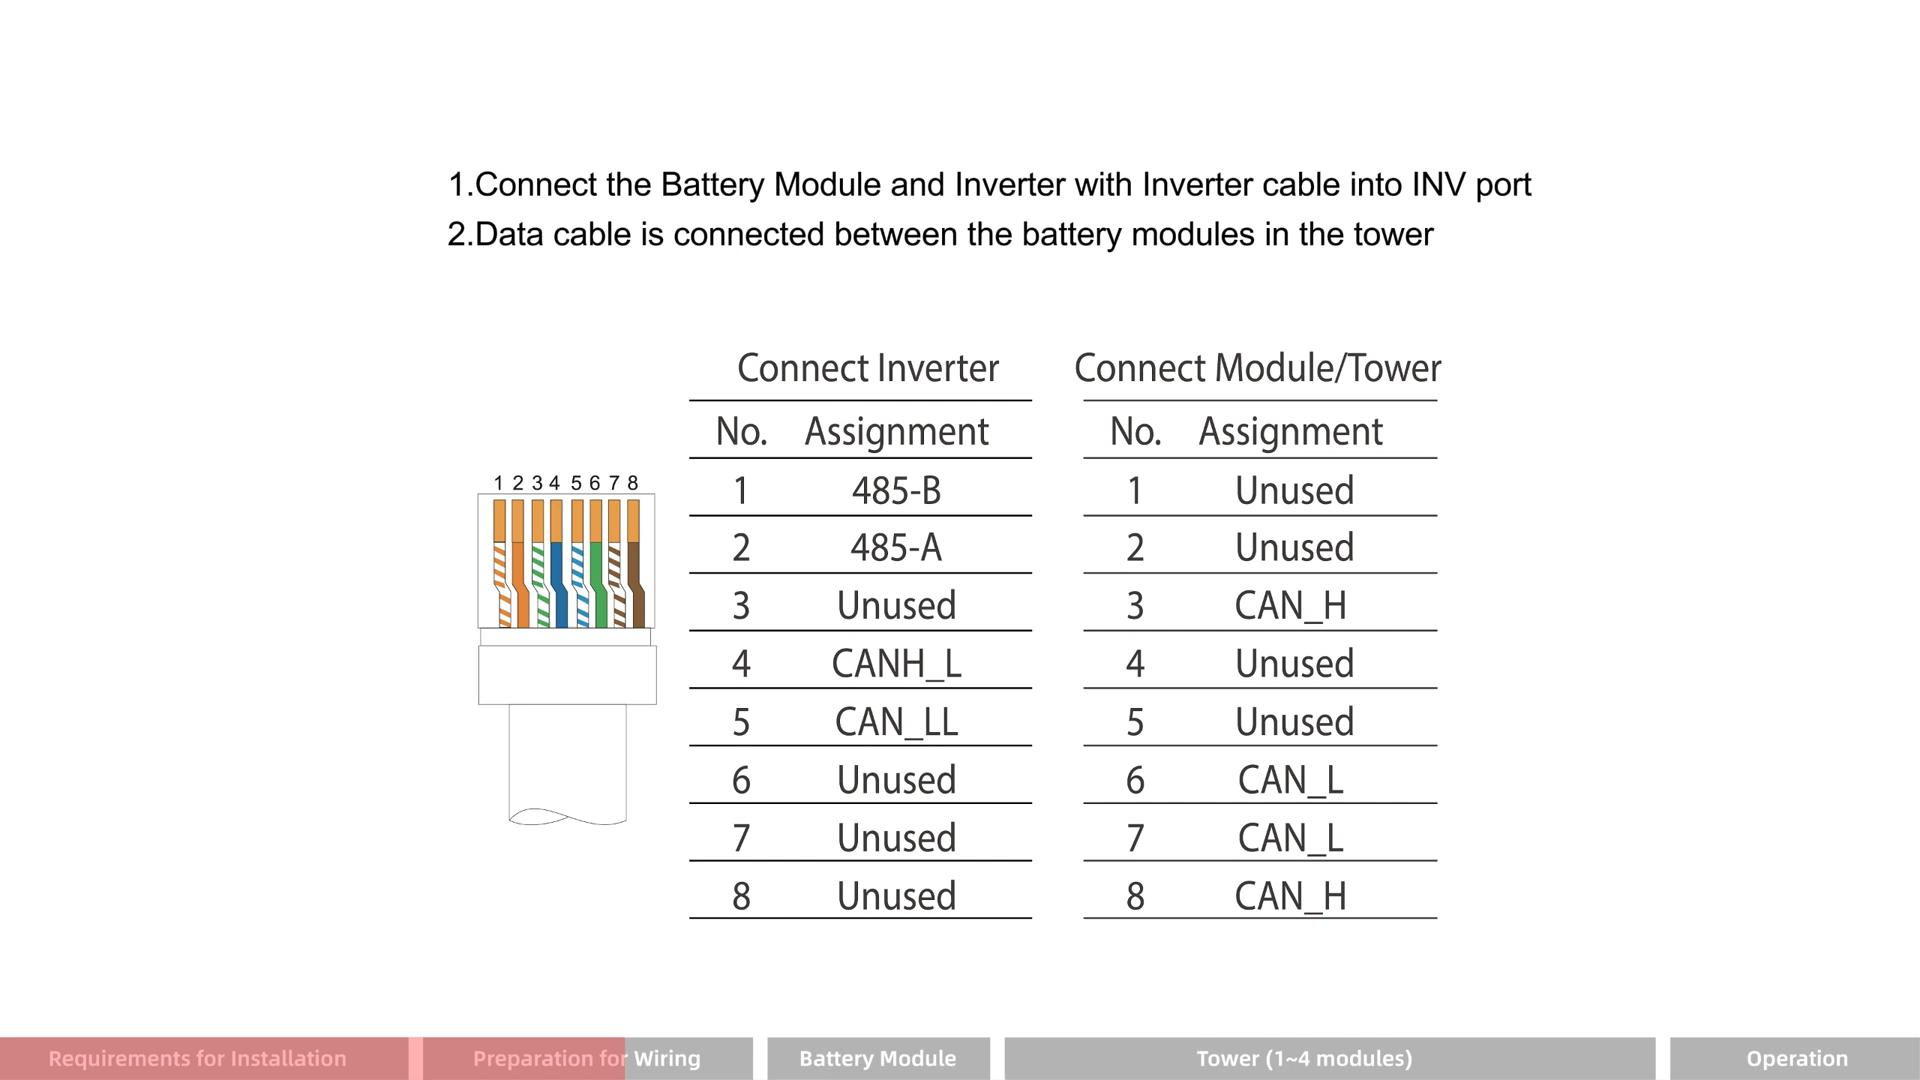 1.Connect the Battery Module and Inverter with Inverter cable into INV port
2.Data cable is connected between the battery modules in the tower
Connect Inverter
No. Assignment
1 485-B
2 485-A
3 Unused
4 CANH_L
5 CAN_LL
6 Unused
7 Unused
8 Unused
Connect Module/Tower
No. Assignment
1 Unused
2 Unused
3 CAN_H
4 Unused
5 Unused
6 CAN_L
7 CAN_L
8 CAN_H
1 2 3 4 5 6 7 8
Requirements for Installation
Preparation for Wiring
Battery Module
Tower (1~4 modules)
Operation